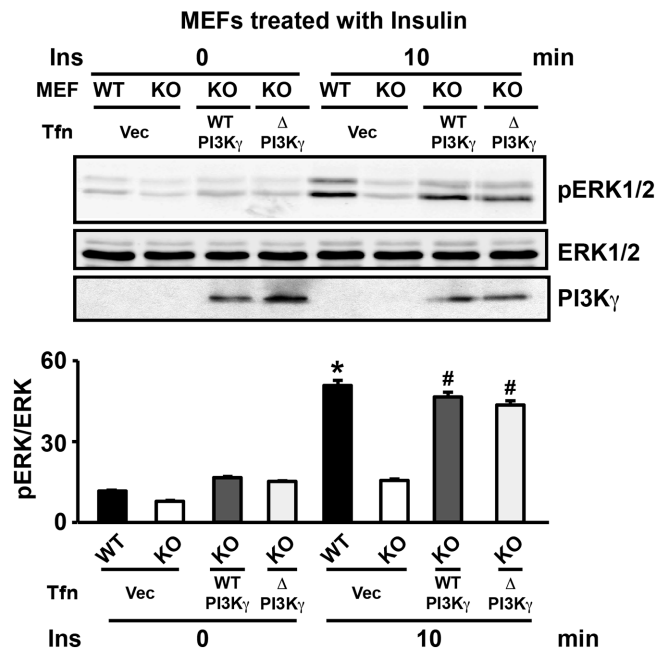 MEFs treated with Insulin
Ins 0 10 min
MEF WT KO KO KO WT KO KO KO
Tfn Vec WT PI3Kγ Δ PI3Kγ Vec WT PI3Kγ Δ PI3Kγ
pERK1/2
ERK1/2
PI3Kγ
pERK/ERK
60
30
0
* # #
WT KO KO KO WT KO KO KO
Tfn Vec WT PI3Kγ Δ PI3Kγ Vec WT PI3Kγ Δ PI3Kγ
Ins 0 10 min